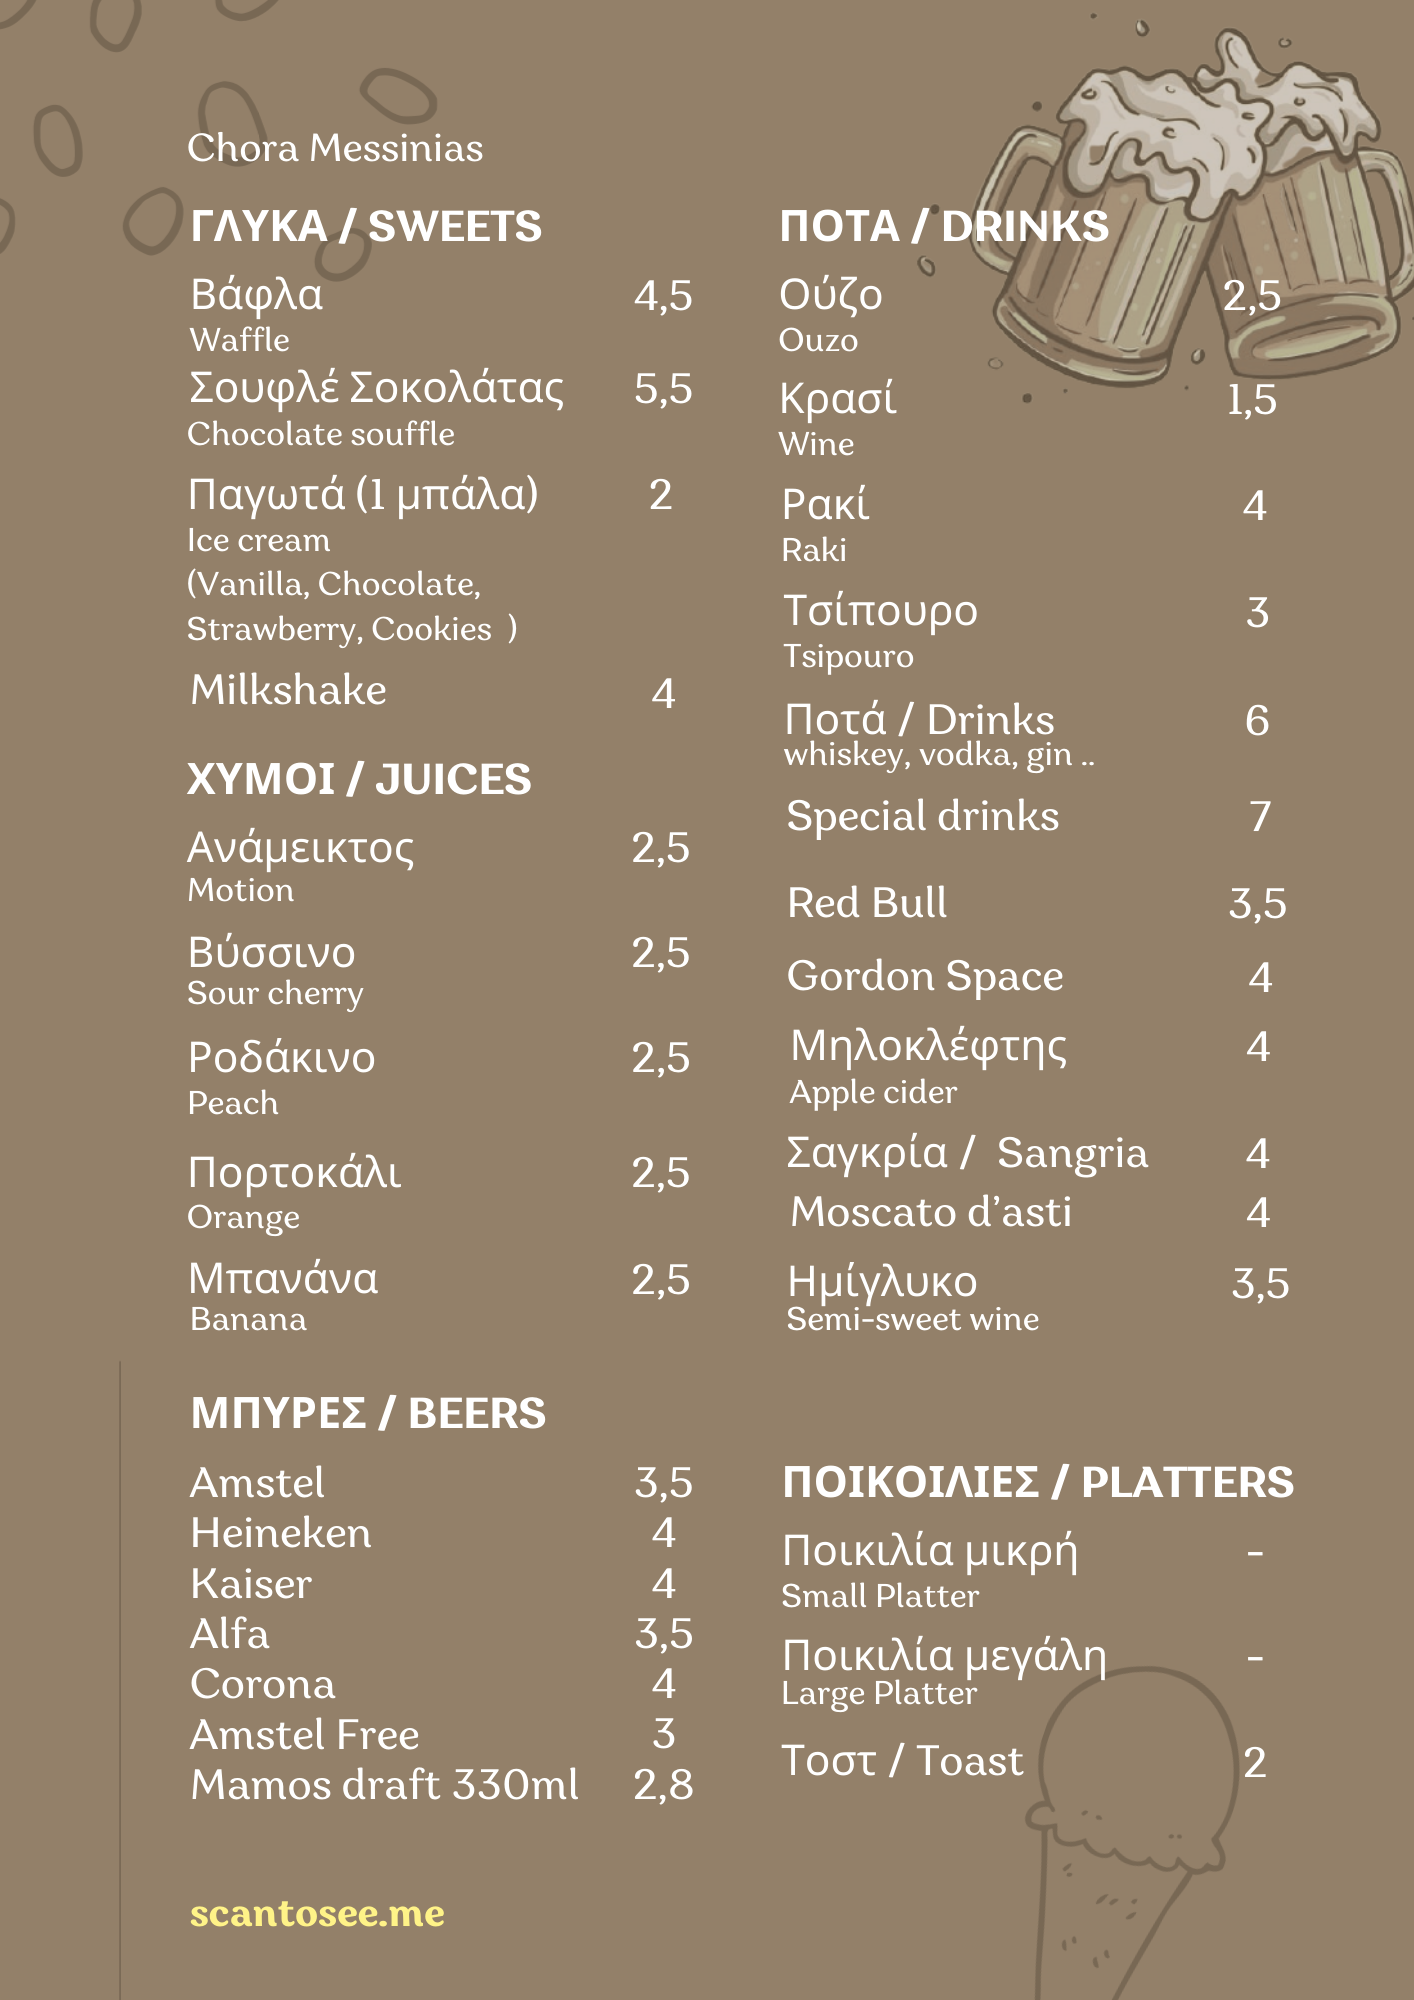 Chora Messinias
ΓΛΥΚΑ / SWEETS
Βάφλα 4,5
Waffle
Σουφλέ Σοκολάτας 5,5
Chocolate souffle
Παγωτά (1 μπάλα) 2
Ice cream
(Vanilla, Chocolate,
Strawberry, Cookies )
Milkshake 4
ΧΥΜΟΙ / JUICES
Ανάμεικτος 2,5
Motion
Βύσσινο 2,5
Sour cherry
Ροδάκινο 2,5
Peach
Πορτοκάλι 2,5
Orange
Μπανάνα 2,5
Banana
ΜΠΥΡΕΣ / BEERS
Amstel 3,5
Heineken 4
Kaiser 4
Alfa 3,5
Corona 4
Amstel Free 3
Mamos draft 330ml 2,8
scantosee.me
ΠΟΤΑ / DRINKS
Ούζο 2,5
Ouzo
Κρασί 1,5
Wine
Ρακί 4
Raki
Τσίπουρο 3
Tsipouro
Ποτά / Drinks 6
whiskey, vodka, gin ..
Special drinks 7
Red Bull 3,5
Gordon Space 4
Μηλοκλέφτης 4
Apple cider
Σαγκρία / Sangria 4
Moscato d’asti 4
Ημίγλυκο 3,5
Semi-sweet wine
ΠΟΙΚΟΙΛΙΕΣ / PLATTERS
Ποικιλία μικρή -
Small Platter
Ποικιλία μεγάλη -
Large Platter
Τοστ / Toast 2